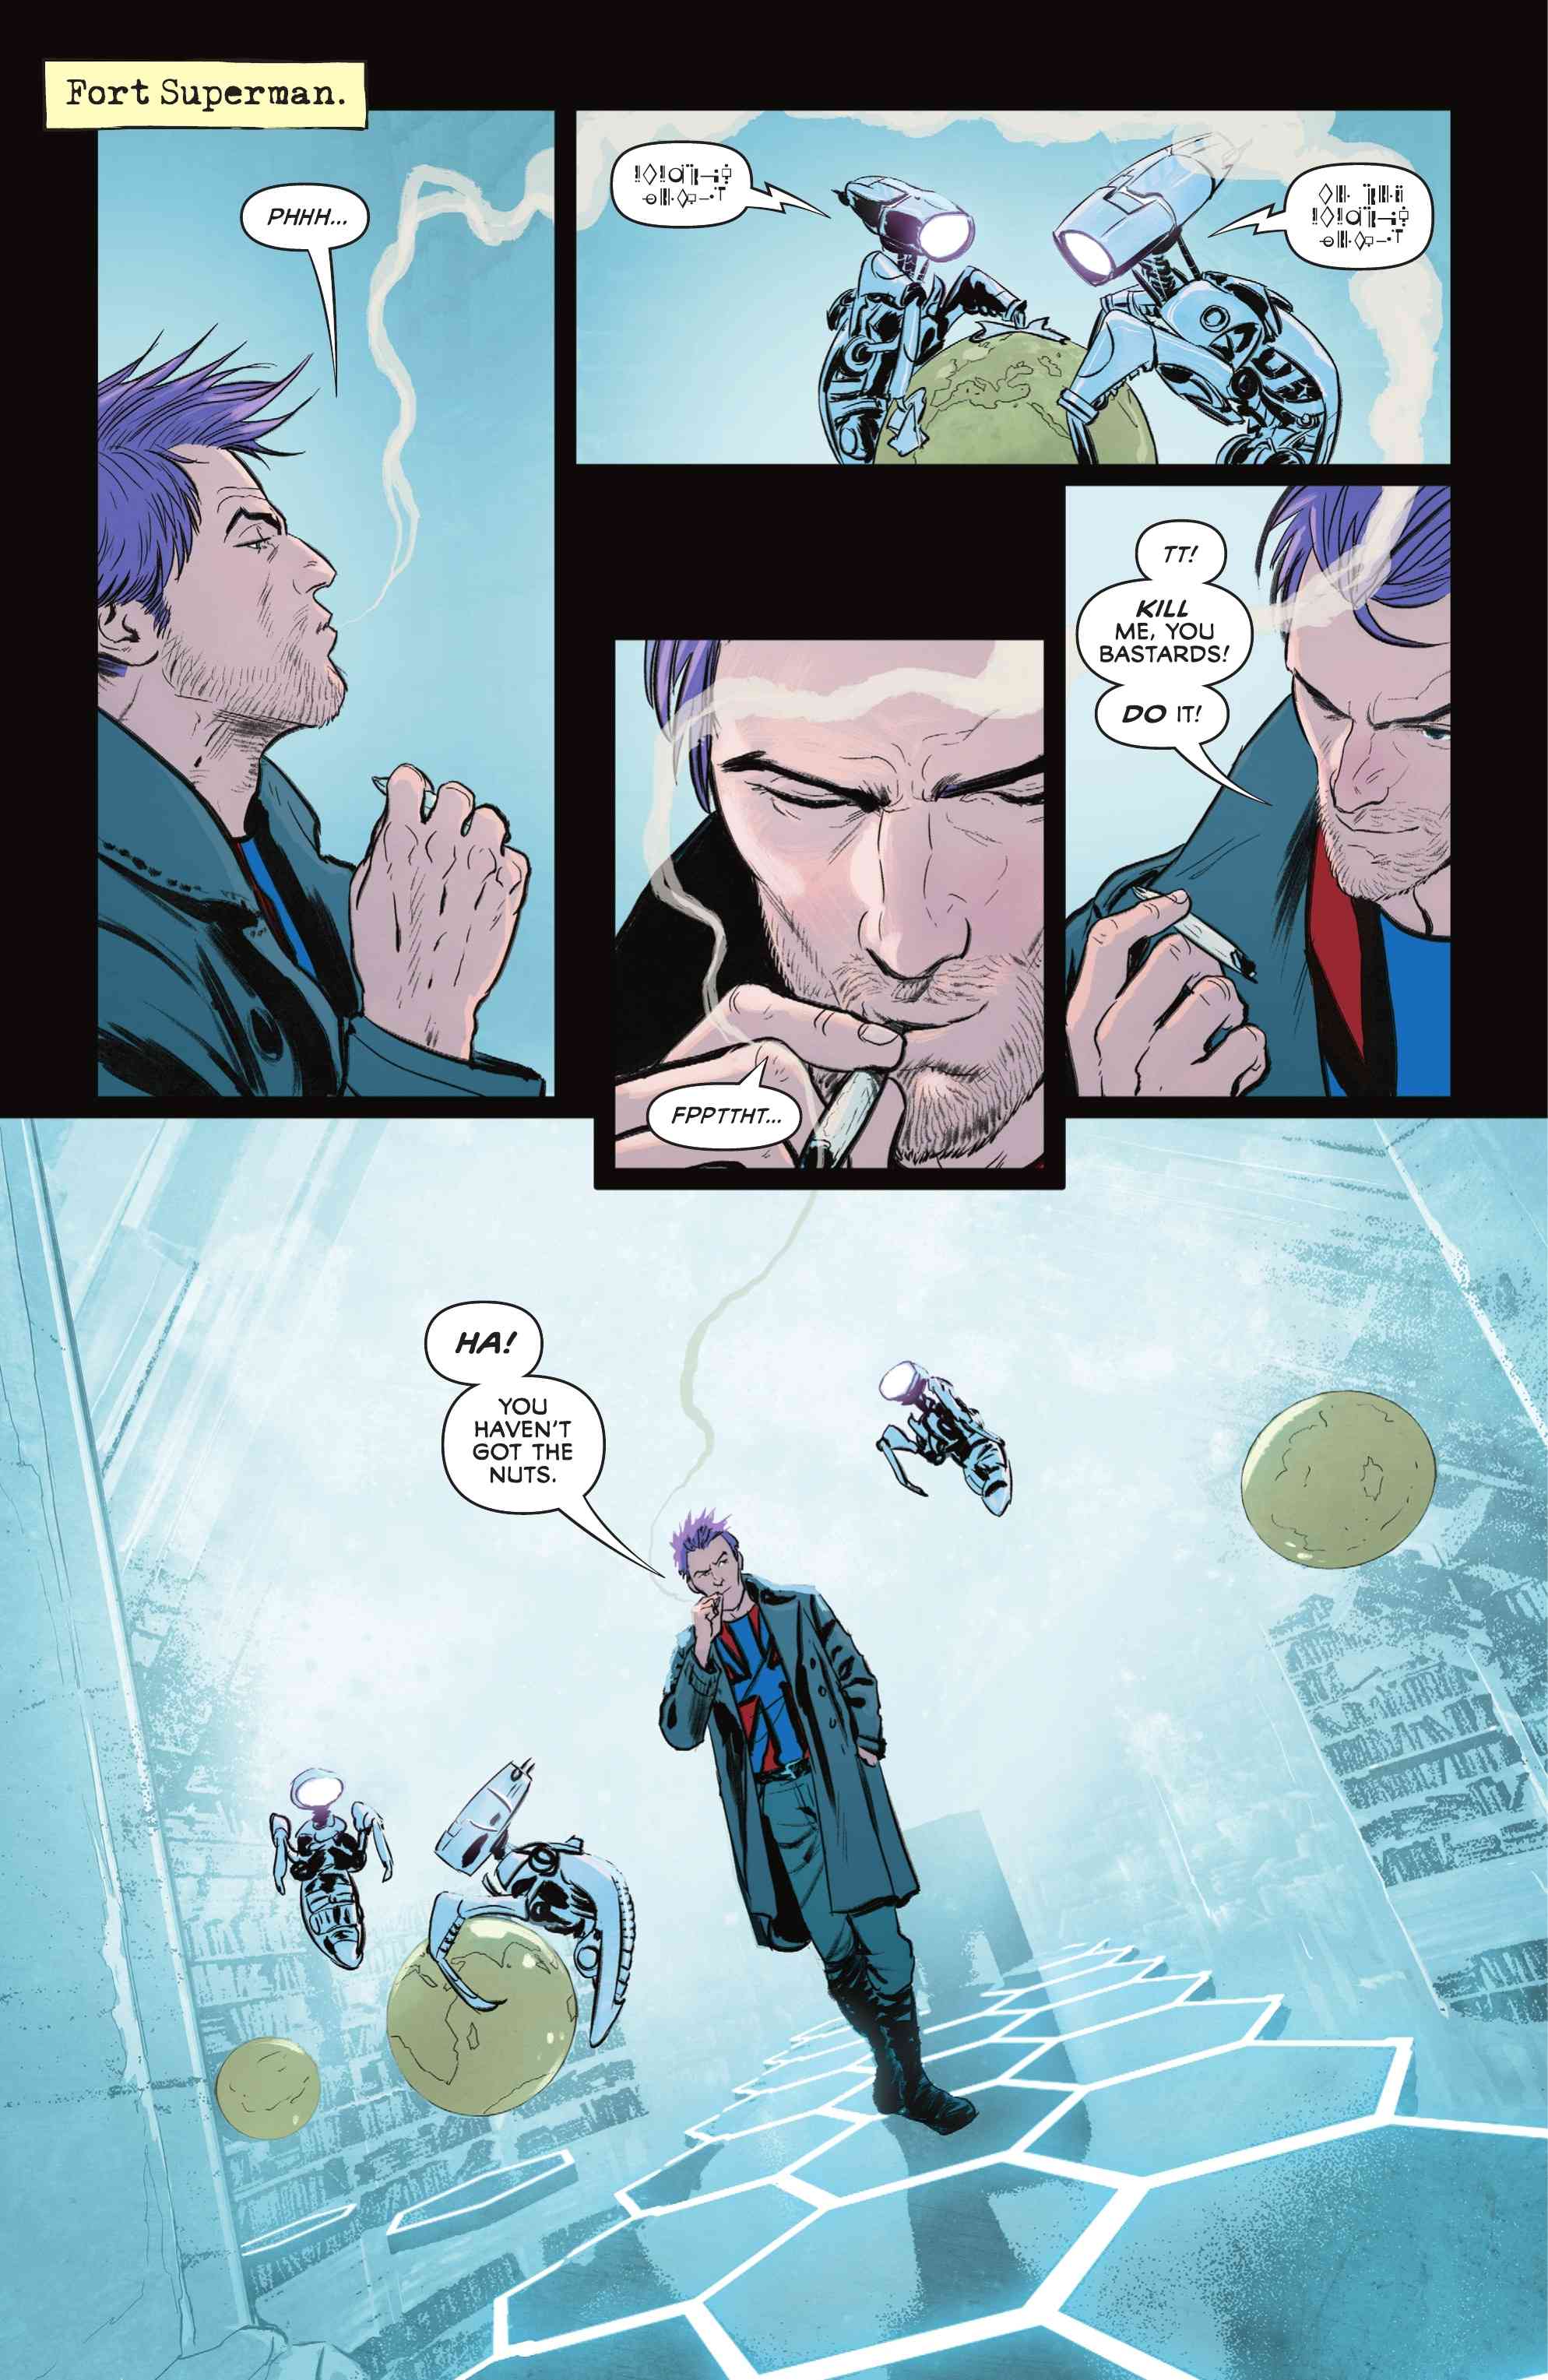 Fort Superman.
PHHH...
TT!
KILL
ME, YOU
BASTARDS!
DO IT!
FPPTTHT...
HA!
YOU
HAVEN'T
GOT THE
NUTS.